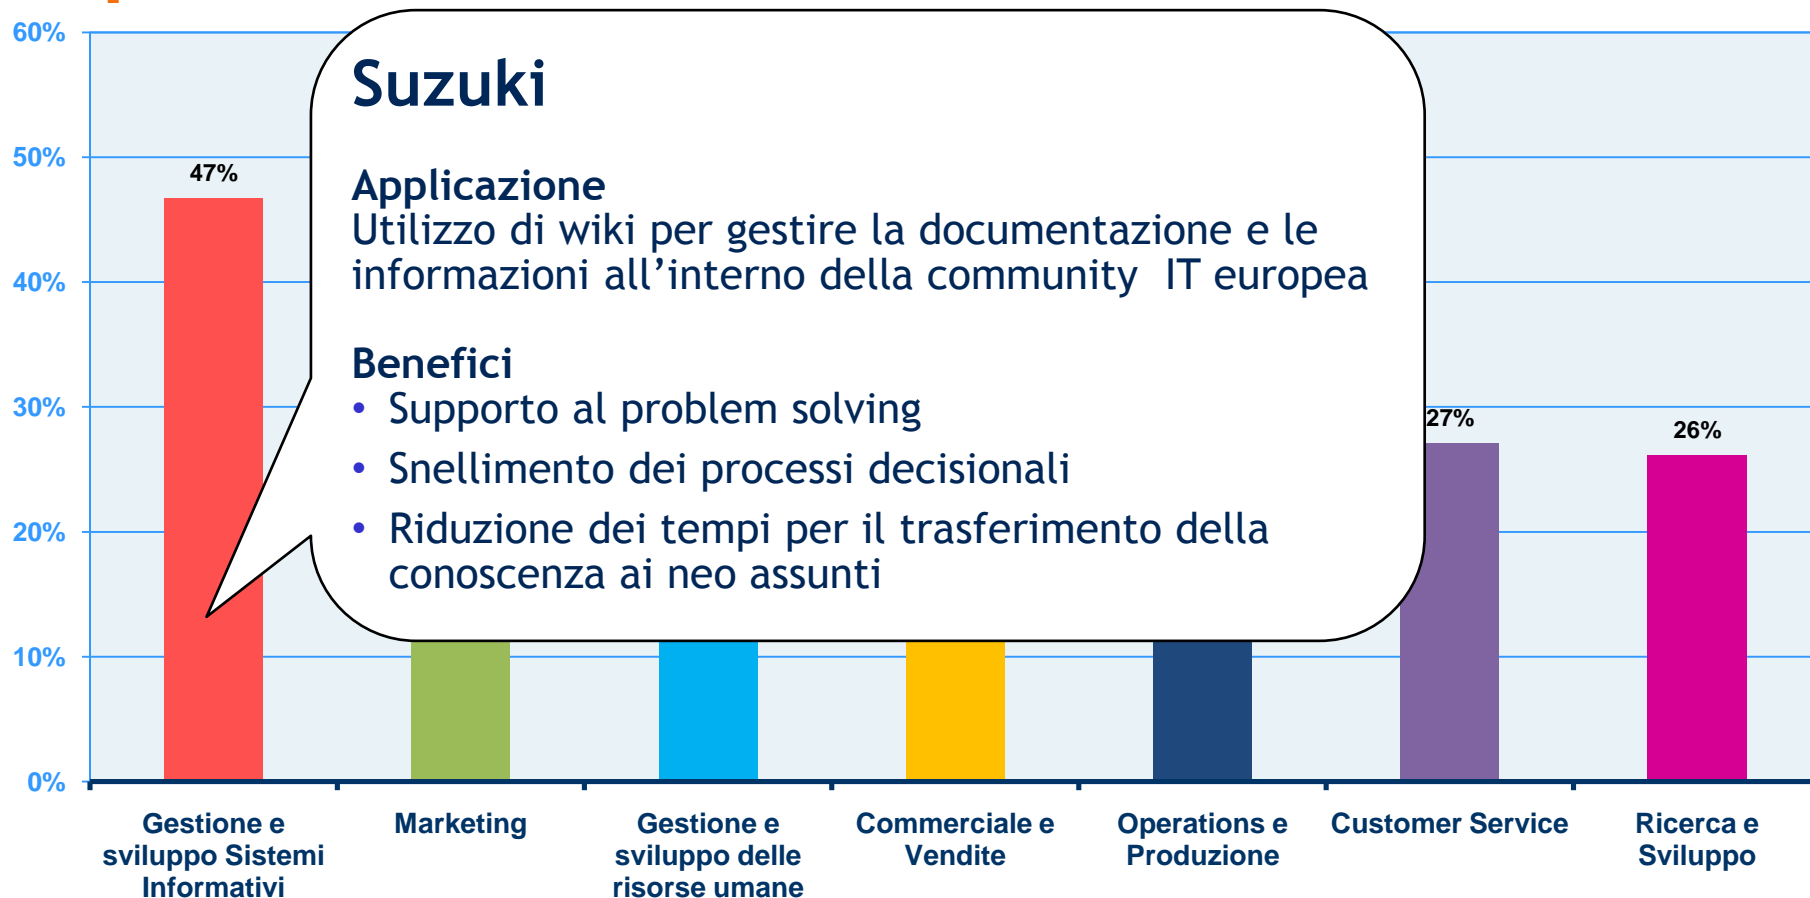 60%
50%
40%
30%
20%
10%
0%
47%
27%
26%
Suzuki
Applicazione
Utilizzo di wiki per gestire la documentazione e le
informazioni all’interno della community  IT europea
Benefici
• Supporto al problem solving
• Snellimento dei processi decisionali
• Riduzione dei tempi per il trasferimento della
conoscenza ai neo assunti
Gestione e
sviluppo Sistemi
Informativi
Marketing
Gestione e
sviluppo delle
risorse umane
Commerciale e
Vendite
Operations e
Produzione
Customer Service
Ricerca e
Sviluppo